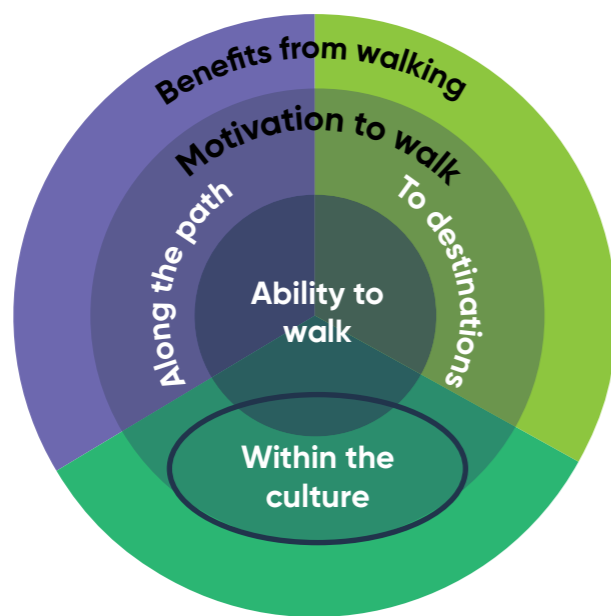 Benefits from walking
Motivation to walk
Along the path
To destinations
Ability to
walk
Within the
culture